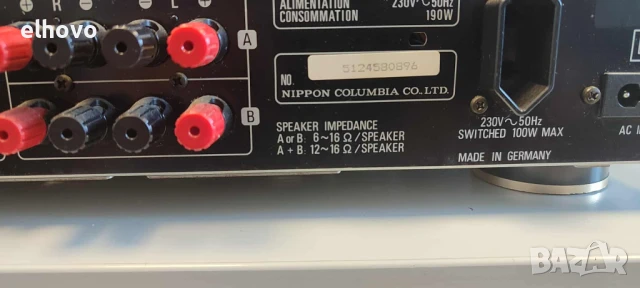 elhovo
⊕ R ⊖ ⊖ L ⊕
ALIMENTATION 230V～50Hz
CONSOMMATION 190W
A
NO. 5124580896
NIPPON COLUMBIA CO.,LTD.
B
SPEAKER IMPEDANCE
A or B: 6～16 Ω/SPEAKER
A + B: 12～16 Ω/SPEAKER
230V～50Hz
SWITCHED 100W MAX
AC I
MADE IN GERMANY
BAZAR